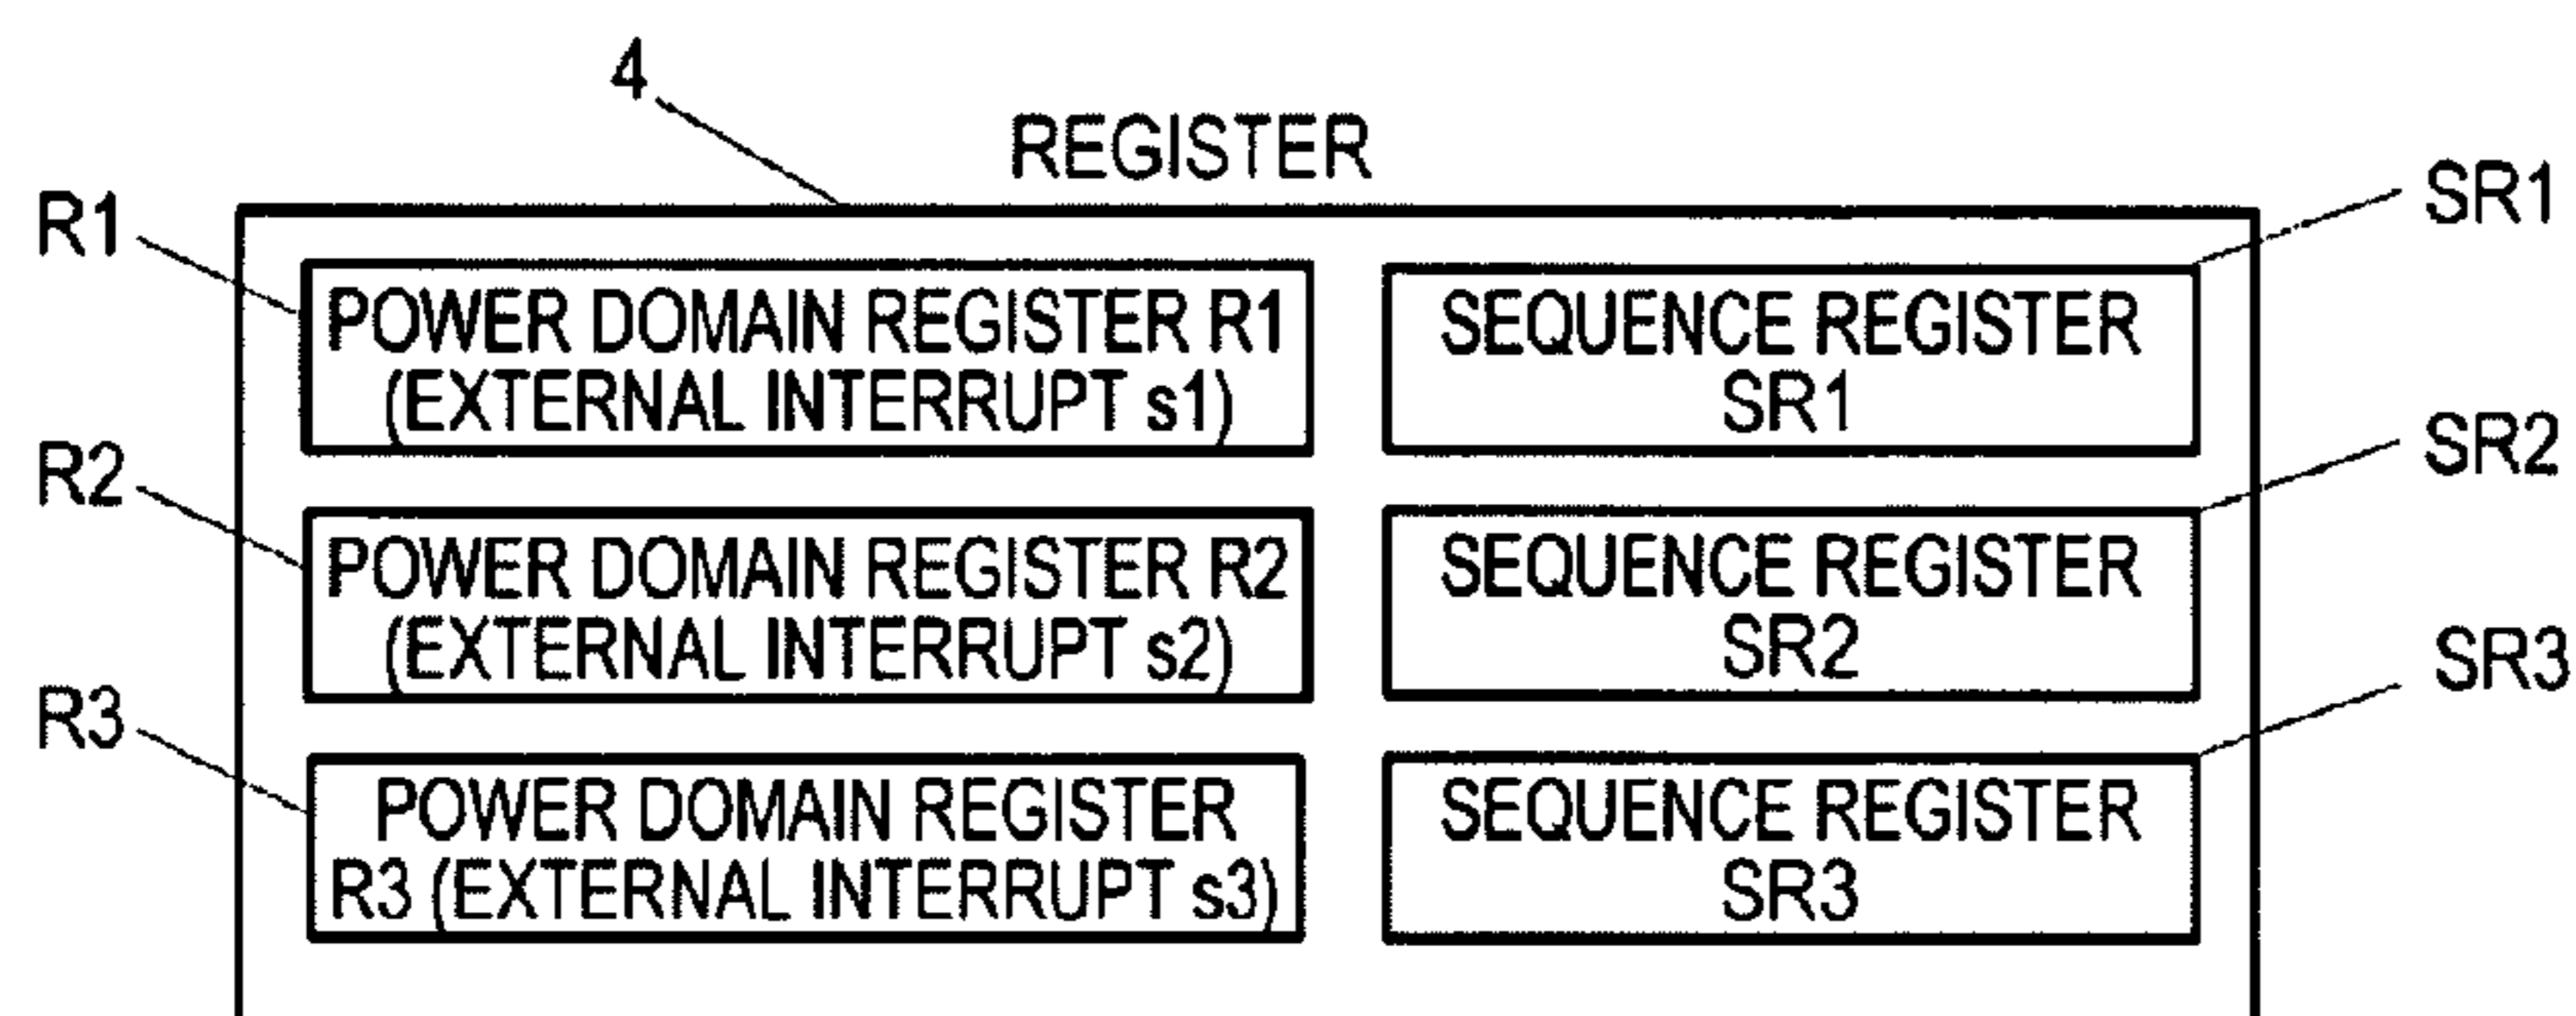 4
REGISTER
R1
SR1
POWER DOMAIN REGISTER R1
(EXTERNAL INTERRUPT s1)
SEQUENCE REGISTER
SR1
R2
SR2
POWER DOMAIN REGISTER R2
(EXTERNAL INTERRUPT s2)
SEQUENCE REGISTER
SR2
R3
SR3
POWER DOMAIN REGISTER
R3 (EXTERNAL INTERRUPT s3)
SEQUENCE REGISTER
SR3